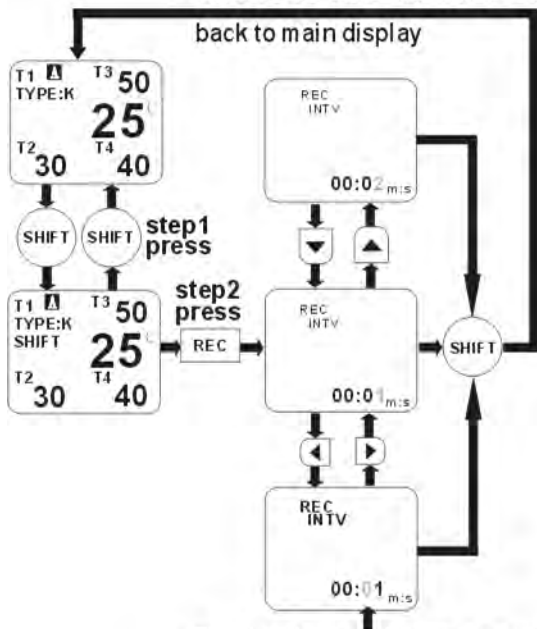 back to main display
T1 A T3 50
TYPE:K
25 C
T2 30 T4 40
SHIFT SHIFT
step1
press
T1 A T3 50
TYPE:K
SHIFT
25 C
T2 30 T4 40
step2
press
REC
REC
INTV
00:02 m:s
REC
INTV
00:01 m:s
SHIFT
REC
INTV
00:01 m:s